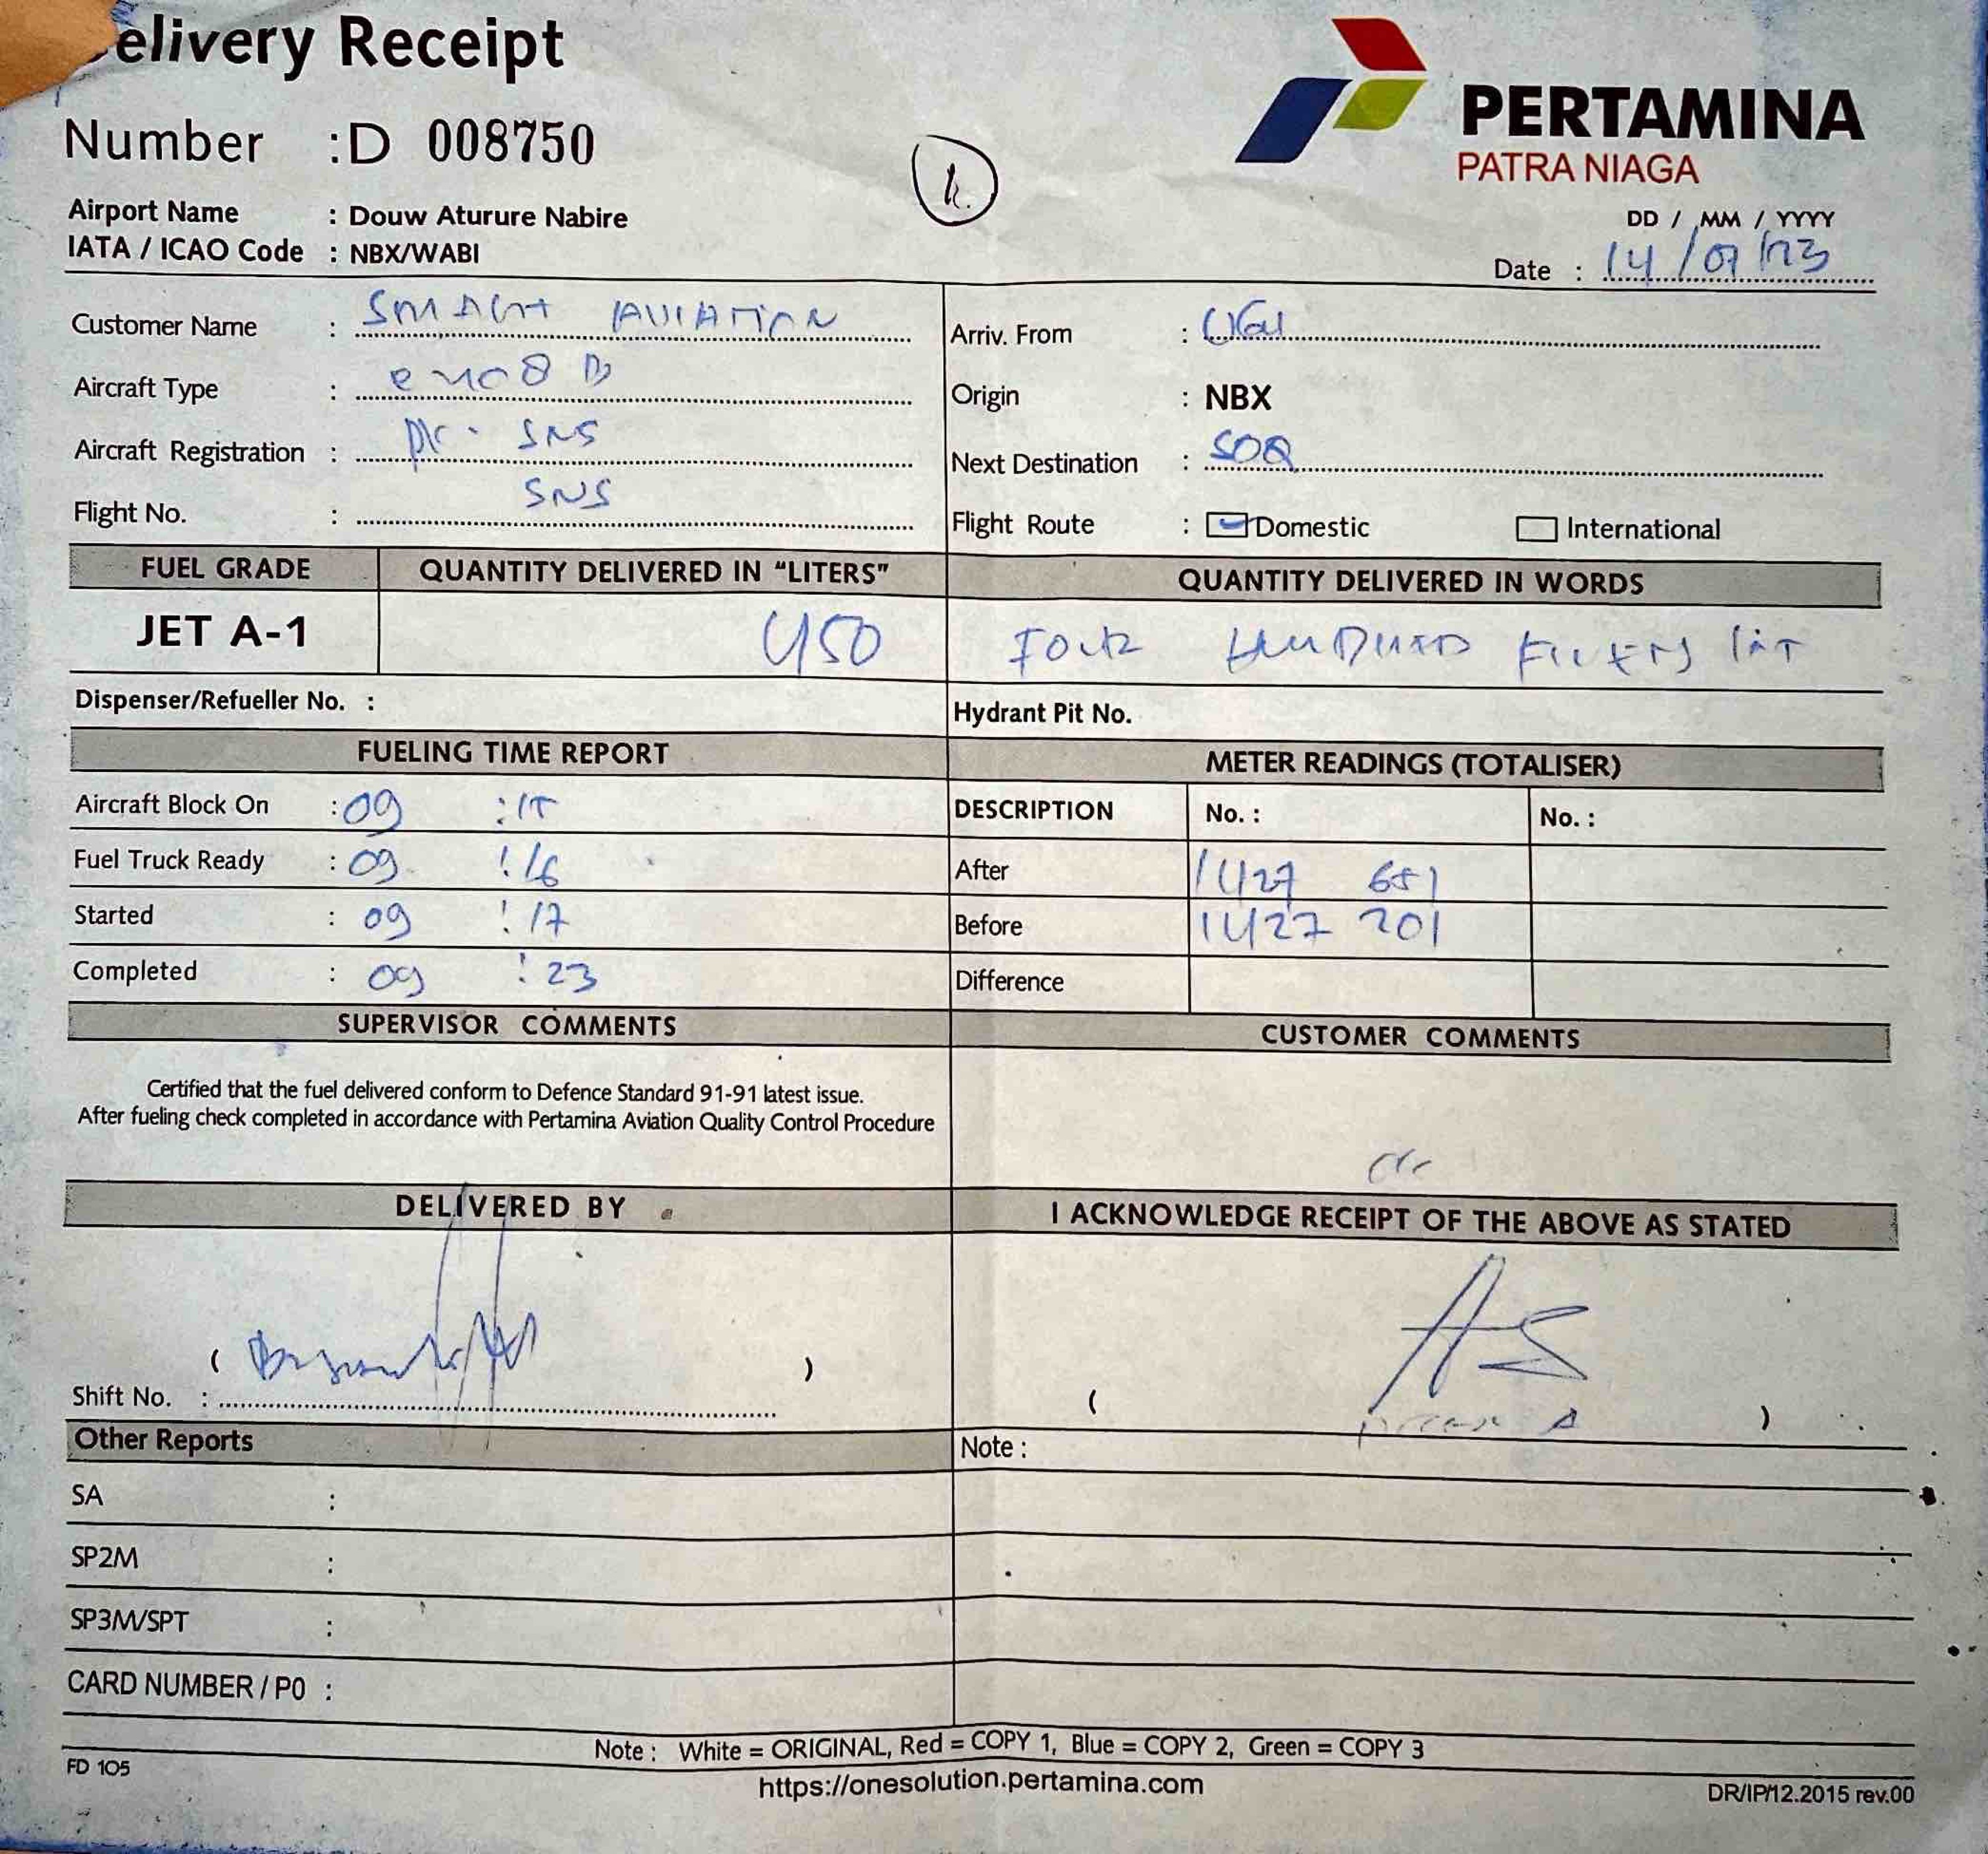 elivery Receipt
PERTAMINA
PATRA NIAGA
Number : D 008750
Airport Name : Douw Aturure Nabire
IATA / ICAO Code : NBX/WABI
DD / MM / YYYY
Date : 14/07/23
Customer Name : SMART AVIATION
Arriv. From : UGU
Aircraft Type : C208 B
Origin : NBX
Aircraft Registration : PK - SNS
Next Destination : SOQ
Flight No. : SNS
Flight Route : Domestic International
FUEL GRADE QUANTITY DELIVERED IN "LITERS" QUANTITY DELIVERED IN WORDS
JET A-1 450 FOUR HUNDRED LIT
Dispenser/Refueller No. :
Hydrant Pit No.
FUELING TIME REPORT
METER READINGS (TOTALISER)
Aircraft Block On : 09 : 15
DESCRIPTION No. : No. :
Fuel Truck Ready : 09 : 16
After 1427 651
Started : 09 : 17
Before 1427 201
Completed : 09 : 23
Difference
SUPERVISOR COMMENTS
CUSTOMER COMMENTS
Certified that the fuel delivered conform to Defence Standard 91-91 latest issue.
After fueling check completed in accordance with Pertamina Aviation Quality Control Procedure
DELIVERED BY
I ACKNOWLEDGE RECEIPT OF THE ABOVE AS STATED
( )
Shift No. :
( )
Other Reports
Note :
SA :
SP2M :
SP3M/SPT :
CARD NUMBER / PO :
Note : White = ORIGINAL, Red = COPY 1, Blue = COPY 2, Green = COPY 3
FD 105
https://onesolution.pertamina.com
DR/IP/12.2015 rev.00